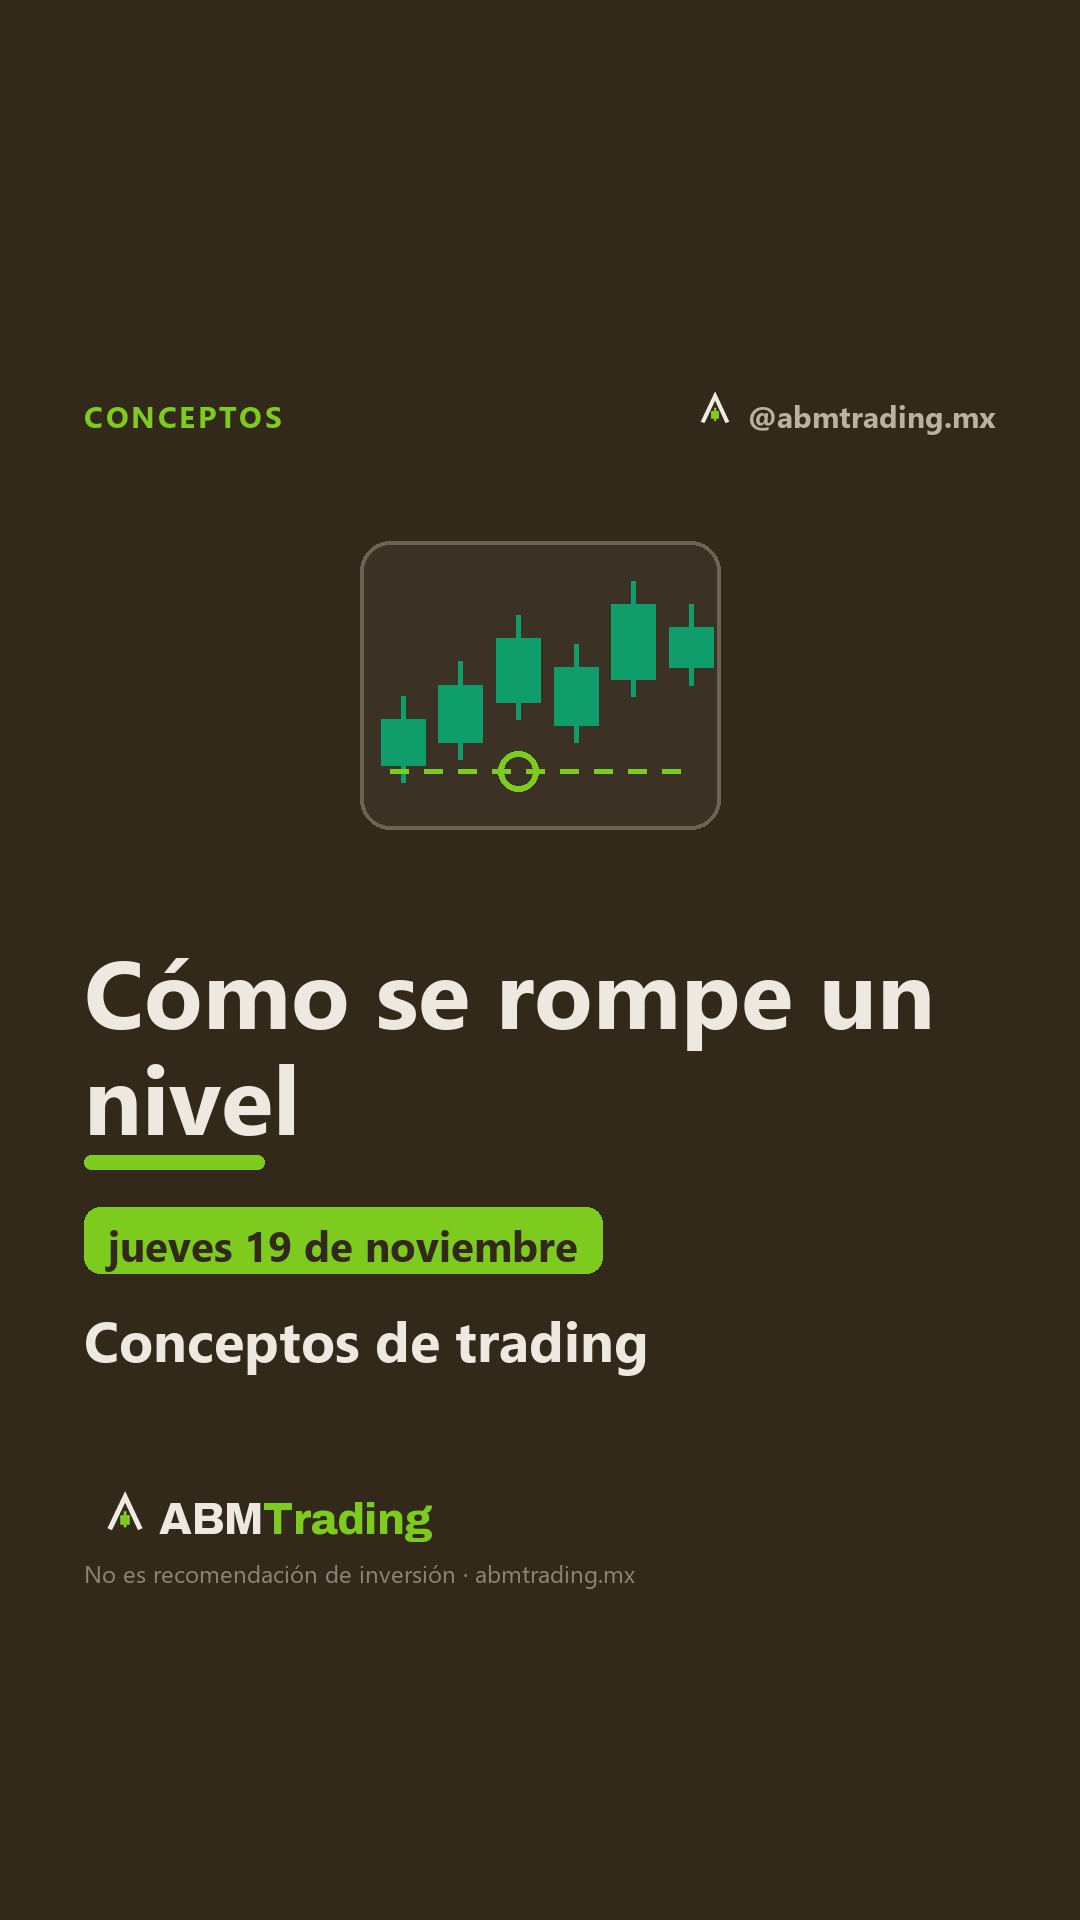 CONCEPTOS
@abmtrading.mx
Cómo se rompe un
nivel
jueves 19 de noviembre
Conceptos de trading
ABMTrading
No es recomendación de inversión · abmtrading.mx